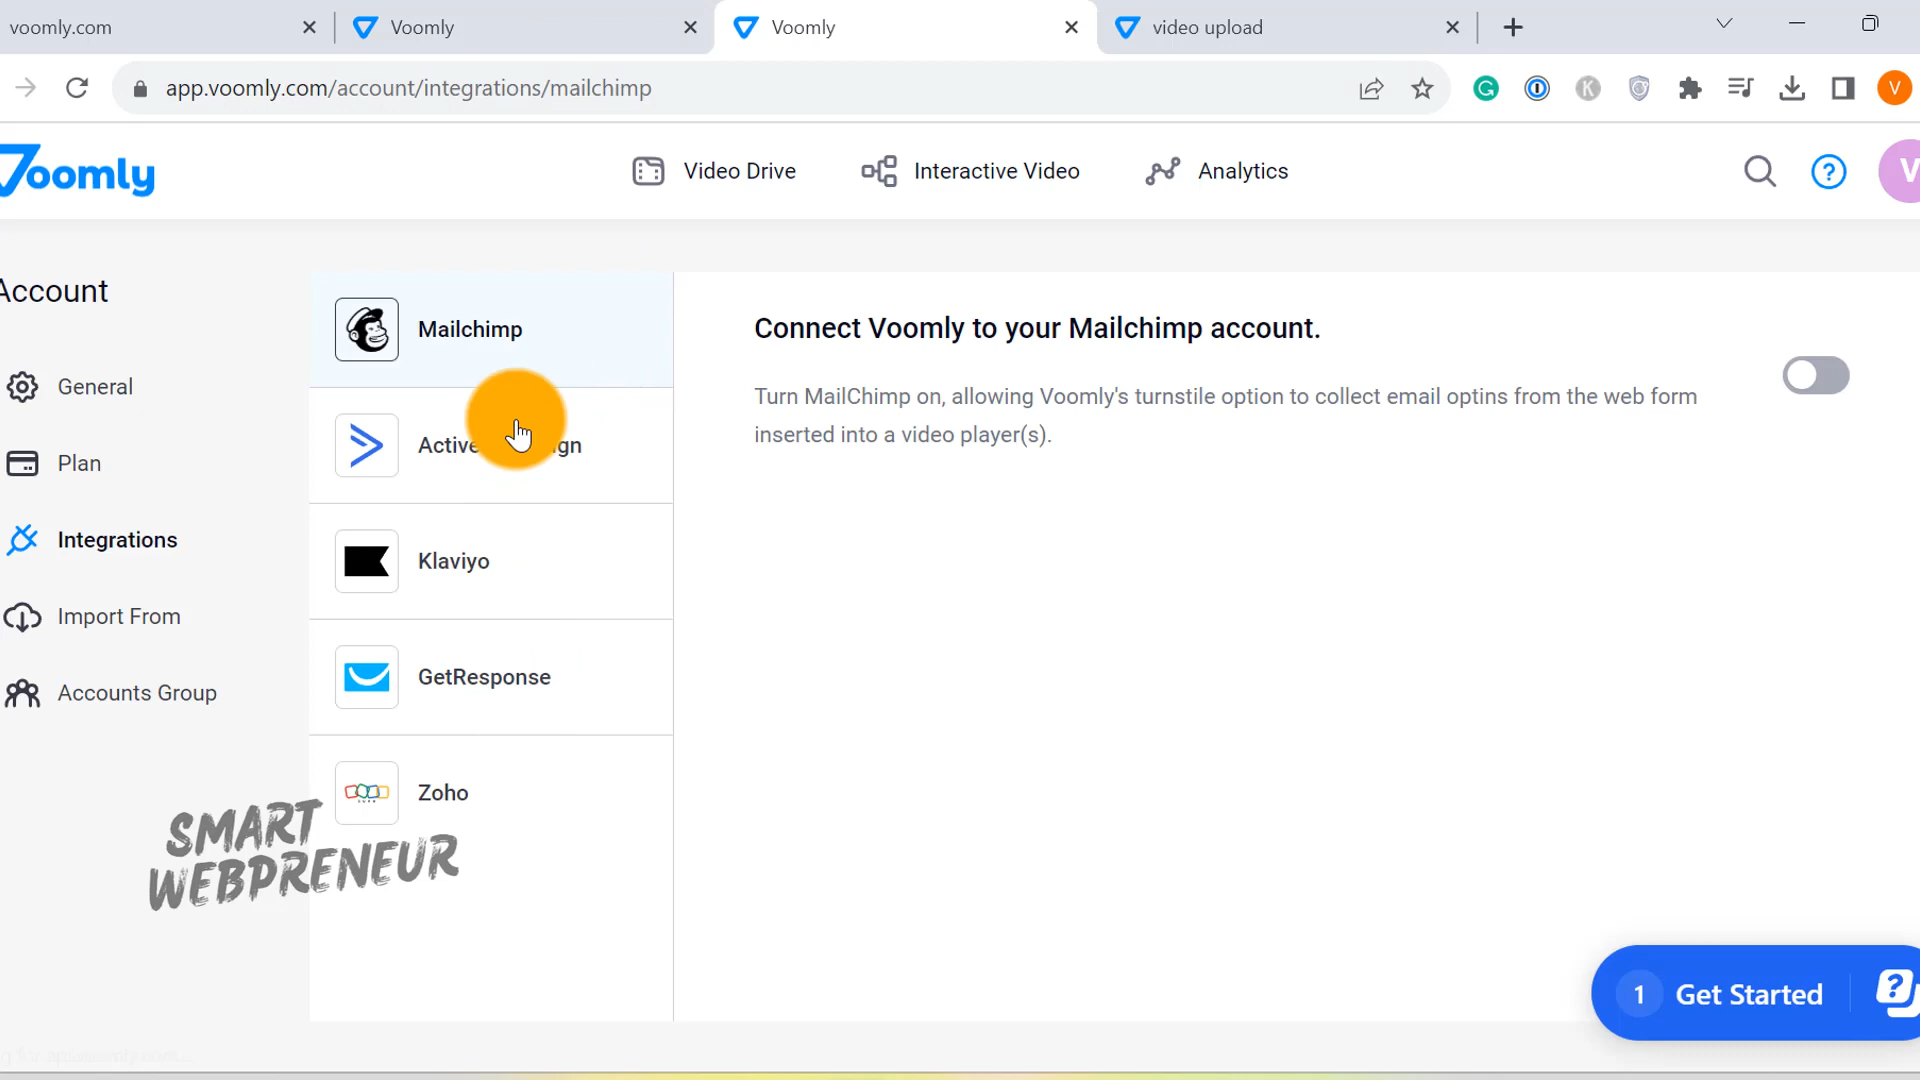 voomly.com
Voomly
Voomly
video upload
app.voomly.com/account/integrations/mailchimp
K
V
Voomly
Video Drive
Interactive Video
Analytics
?
V
Account
General
Plan
Integrations
Import From
Accounts Group
Mailchimp
Klaviyo
GetResponse
Zoho
Connect Voomly to your Mailchimp account.
Turn MailChimp on, allowing Voomly's turnstile option to collect email optins from the web form
inserted into a video player(s).
SMART
WEBPRENEUR
1 Get Started
?